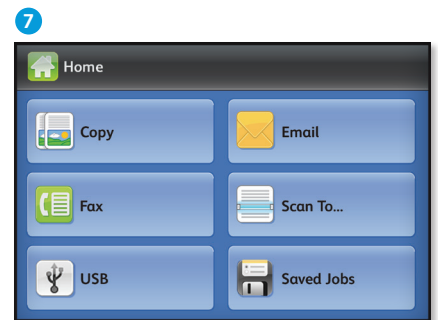 7
Home
Copy
Email
Fax
Scan To...
USB
Saved Jobs